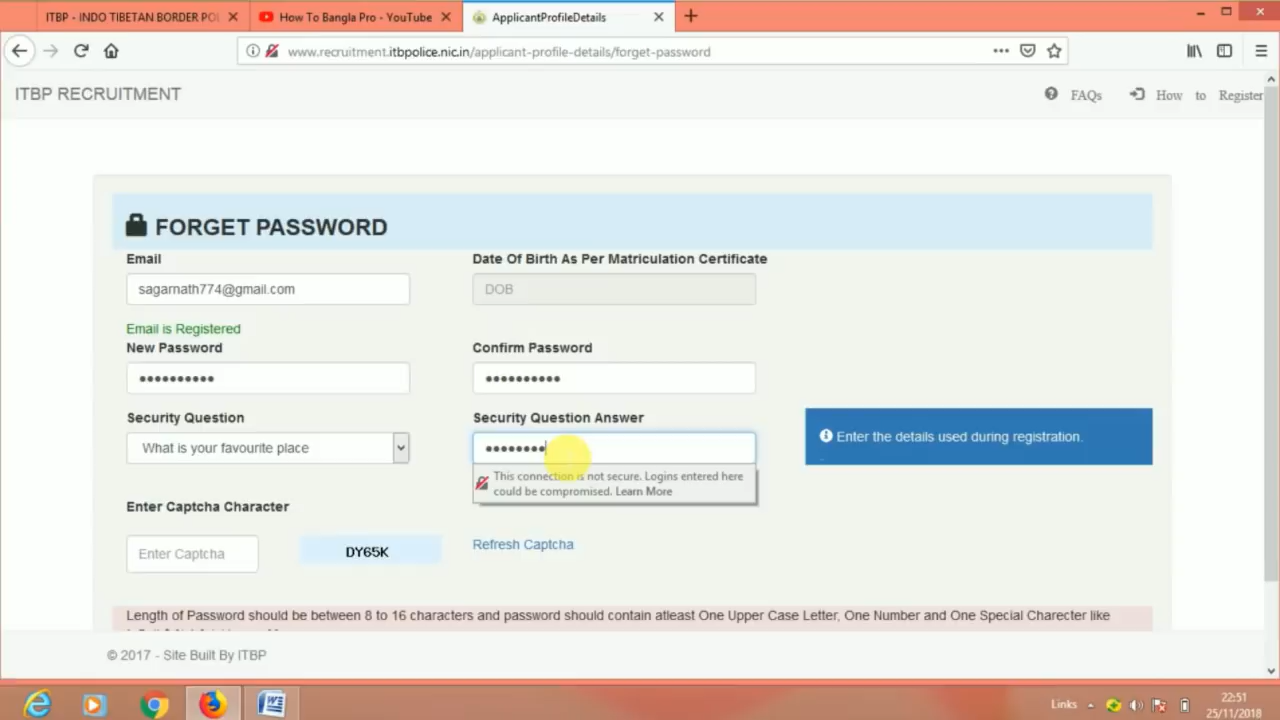 ITBP - INDO TIBETAN BORDER POL
How To Bangla Pro - YouTube
ApplicantProfileDetails
www.recruitment.itbpolice.nic.in/applicant-profile-details/forget-password
ITBP RECRUITMENT
FAQs
How to Register
FORGET PASSWORD
Email
Date Of Birth As Per Matriculation Certificate
sagarnath774@gmail.com
DOB
Email is Registered
New Password
Confirm Password
••••••••••
••••••••••
Security Question
Security Question Answer
What is your favourite place
••••••••
Enter the details used during registration.
This connection is not secure. Logins entered here
could be compromised. Learn More
Enter Captcha Character
Enter Captcha
DY65K
Refresh Captcha
Length of Password should be between 8 to 16 characters and password should contain atleast One Upper Case Letter, One Number and One Special Charecter like
© 2017 - Site Built By ITBP
Links
22:51
25/11/2018